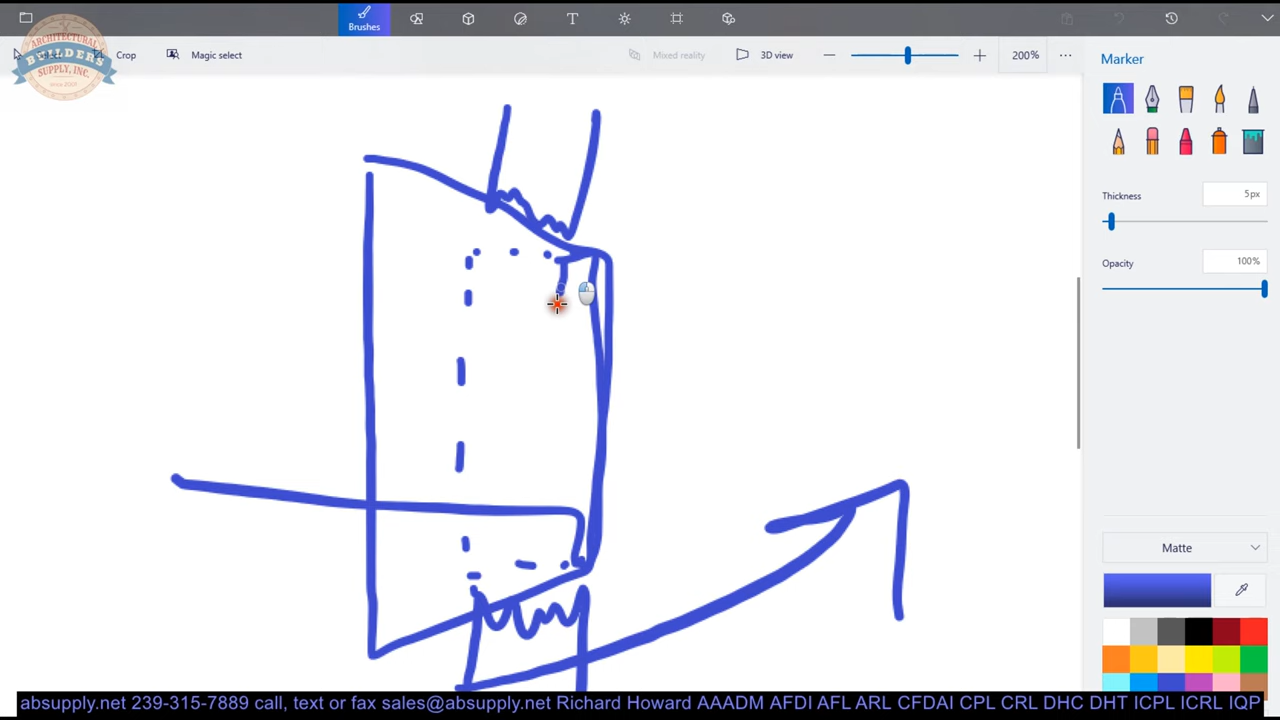 Brushes
Crop
Magic select
Mixed reality
3D view
200%
Marker
Thickness
5px
Opacity
100%
Matte
ARCHITECTURAL
BUILDERS
SUPPLY, INC.
since 2005
absupply.net 239-315-7889 call, text or fax sales@absupply.net Richard Howard AAADM AFDI AFL ARL CFDAI CPL CRL DHC DHT ICPL ICRL IQP